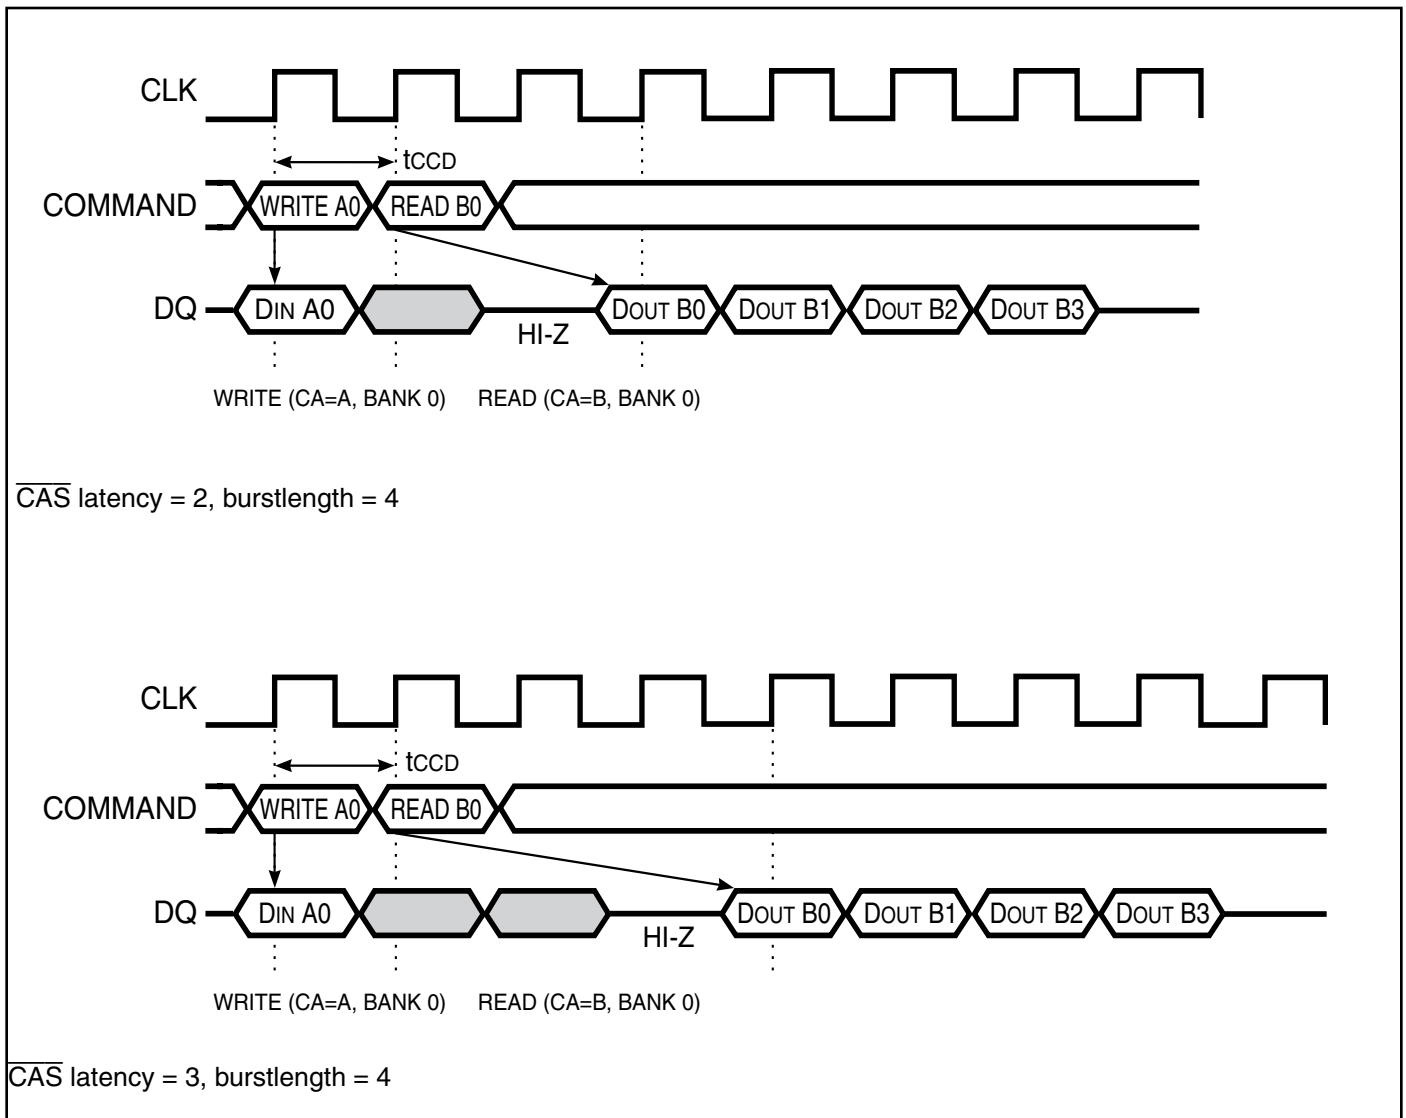 CLK
tCCD
COMMAND WRITE A0 READ B0
DQ DIN A0 DOUT B0 DOUT B1 DOUT B2 DOUT B3
HI-Z
WRITE (CA=A, BANK 0) READ (CA=B, BANK 0)
CAS latency = 2, burstlength = 4
CLK
tCCD
COMMAND WRITE A0 READ B0
DQ DIN A0 DOUT B0 DOUT B1 DOUT B2 DOUT B3
HI-Z
WRITE (CA=A, BANK 0) READ (CA=B, BANK 0)
CAS latency = 3, burstlength = 4